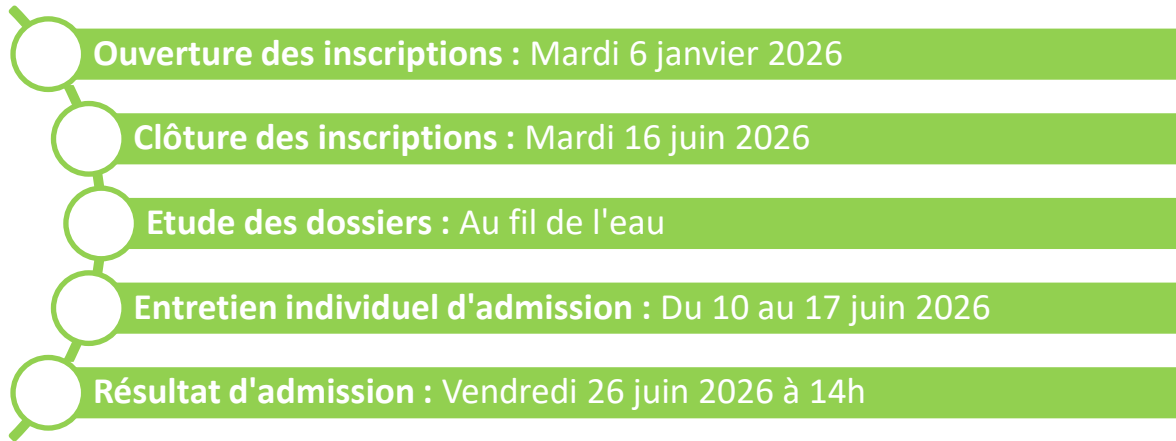 Ouverture des inscriptions : Mardi 6 janvier 2026
Clôture des inscriptions : Mardi 16 juin 2026
Etude des dossiers : Au fil de l'eau
Entretien individuel d'admission : Du 10 au 17 juin 2026
Résultat d'admission : Vendredi 26 juin 2026 à 14h